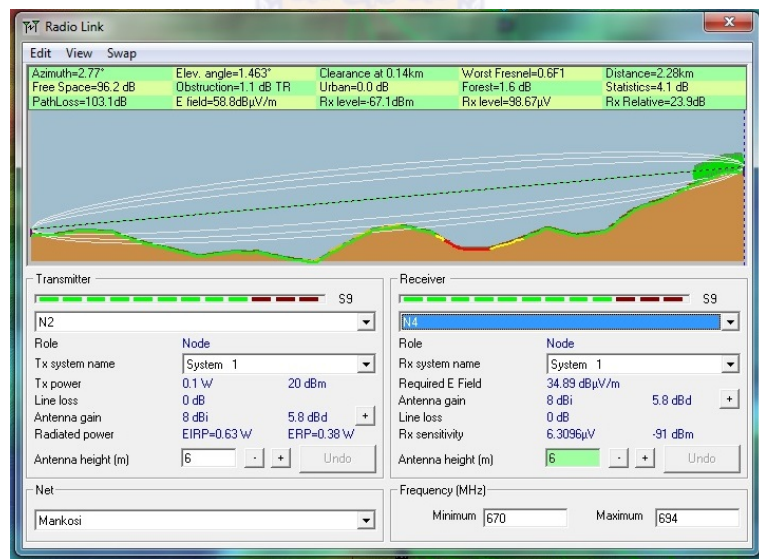 Radio Link
Edit View Swap
Azimuth=2.77° Elev. angle=1.463° Clearance at 0.14km Worst Fresnel=0.6F1 Distance=2.28km
Free Space=96.2 dB Obstruction=1.1 dB TR Urban=0.0 dB Forest=1.6 dB Statistics=4.1 dB
PathLoss=103.1dB E field=58.8dBµV/m Rx level=-67.1dBm Rx level=98.67µV Rx Relative=23.9dB
Transmitter
S9
N2
Role Node
Tx system name System 1
Tx power 0.1 W 20 dBm
Line loss 0 dB
Antenna gain 8 dBi 5.8 dBd +
Radiated power EIRP=0.63 W ERP=0.38 W
Antenna height (m) 6 - + Undo
Receiver
S9
N4
Role Node
Rx system name System 1
Required E Field 34.89 dBµV/m
Antenna gain 8 dBi 5.8 dBd +
Line loss 0 dB
Rx sensitivity 6.3096µV -91 dBm
Antenna height (m) 6 - + Undo
Net
Mankosi
Frequency (MHz)
Minimum 670 Maximum 694